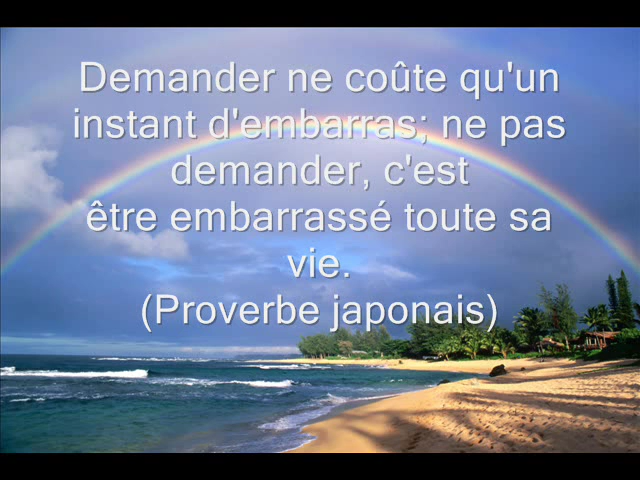 Demander ne coûte qu'un
instant d'embarras; ne pas
demander, c'est
être embarrassé toute sa
vie.
(Proverbe japonais)